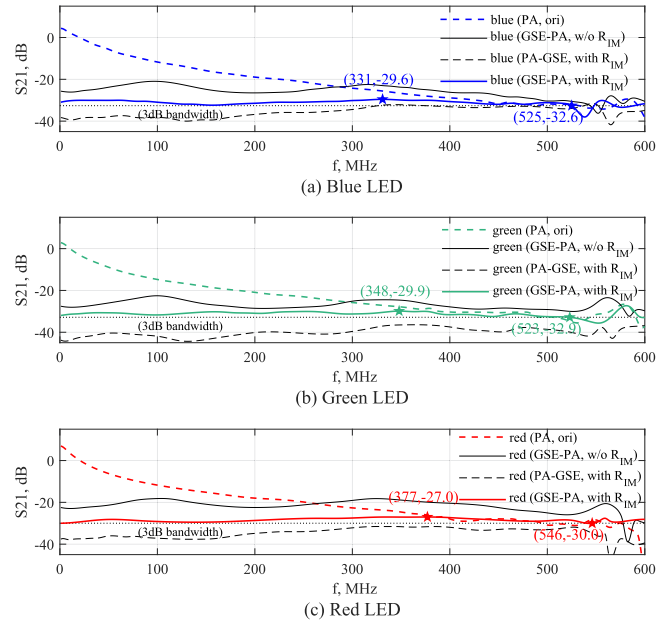 blue (PA, ori)
blue (GSE-PA, w/o R_IM)
blue (PA-GSE, with R_IM)
blue (GSE-PA, with R_IM)
0
-20
-40
S21, dB
(331,-29.6)
(525,-32.6)
(3dB bandwidth)
0 100 200 300 400 500 600
f, MHz
(a) Blue LED
green (PA, ori)
green (GSE-PA, w/o R_IM)
green (PA-GSE, with R_IM)
green (GSE-PA, with R_IM)
0
-20
-40
S21, dB
(348,-29.9)
(523,-32.9)
(3dB bandwidth)
0 100 200 300 400 500 600
f, MHz
(b) Green LED
red (PA, ori)
red (GSE-PA, w/o R_IM)
red (PA-GSE, with R_IM)
red (GSE-PA, with R_IM)
0
-20
-40
S21, dB
(377,-27.0)
(546,-30.0)
(3dB bandwidth)
0 100 200 300 400 500 600
f, MHz
(c) Red LED